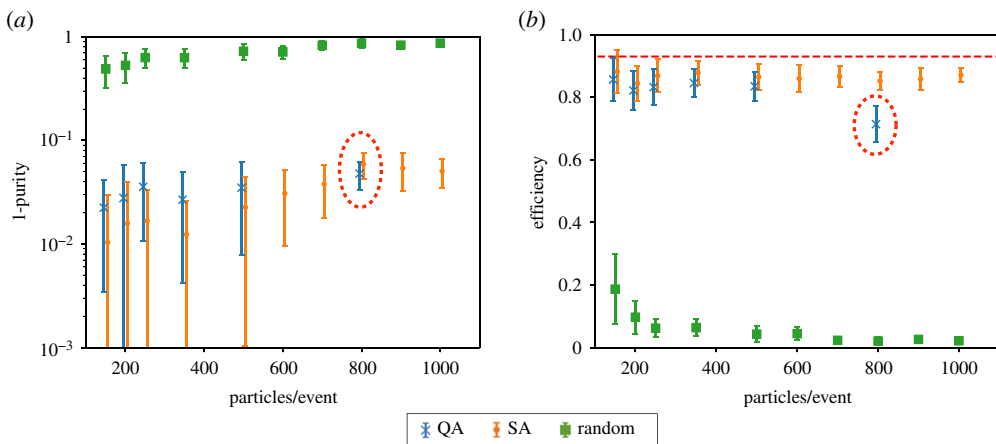 (a)
1
10⁻¹
10⁻²
10⁻³
1-purity
200 400 600 800 1000
particles/event
(b)
1.0
0.8
0.6
0.4
0.2
0
efficiency
200 400 600 800 1000
particles/event
QA SA random